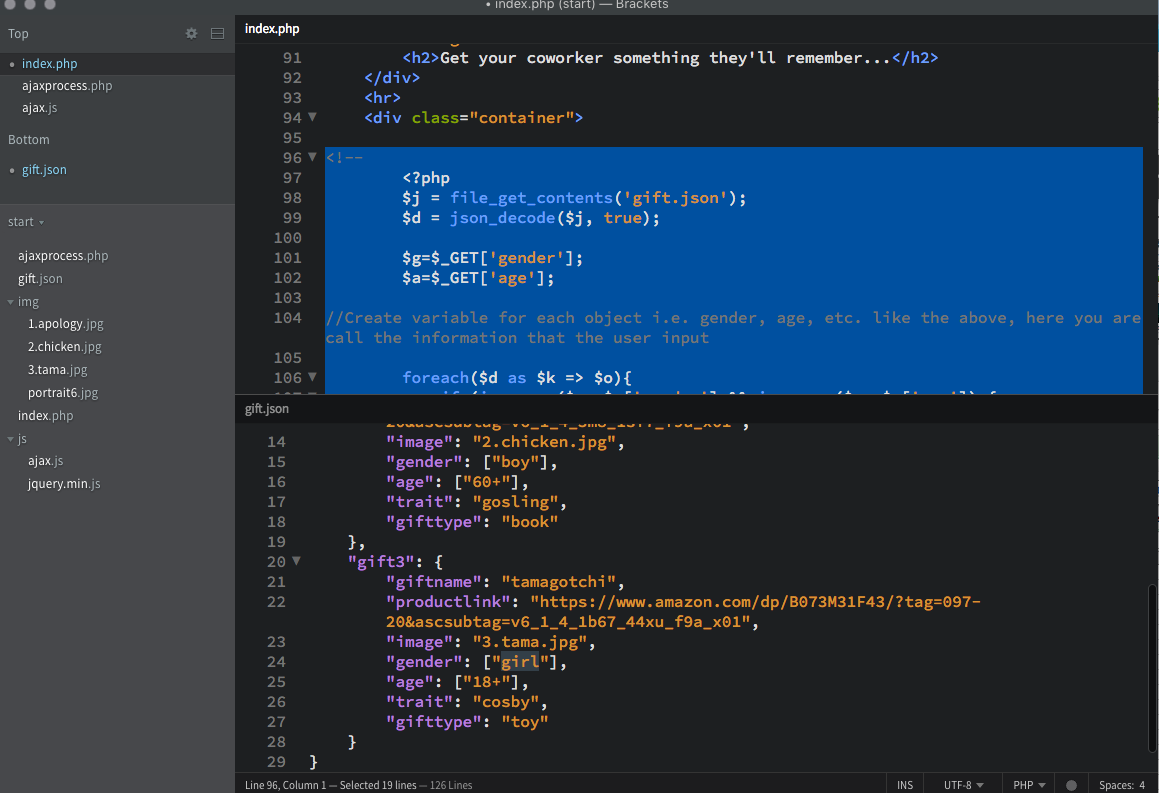 • index.php (start) — Brackets
Top
• index.php
ajaxprocess.php
ajax.js
Bottom
• gift.json
start
ajaxprocess.php
gift.json
img
1.apology.jpg
2.chicken.jpg
3.tama.jpg
portrait6.jpg
index.php
js
ajax.js
jquery.min.js
index.php
91 <h2>Get your coworker something they'll remember...</h2>
92 </div>
93 <hr>
94 <div class="container">
95
96 <!--
97 <?php
98 $j = file_get_contents('gift.json');
99 $d = json_decode($j, true);
100
101 $g=$_GET['gender'];
102 $a=$_GET['age'];
103
104 //Create variable for each object i.e. gender, age, etc. like the above, here you are
call the information that the user input
105
106 foreach($d as $k => $o){
gift.json
14 "image": "2.chicken.jpg",
15 "gender": ["boy"],
16 "age": ["60+"],
17 "trait": "gosling",
18 "gifttype": "book"
19 },
20 "gift3": {
21 "giftname": "tamagotchi",
22 "productlink": "https://www.amazon.com/dp/B073M31F43/?tag=097-
20&ascsubtag=v6_1_4_1b67_44xu_f9a_x01",
23 "image": "3.tama.jpg",
24 "gender": ["girl"],
25 "age": ["18+"],
26 "trait": "cosby",
27 "gifttype": "toy"
28 }
29 }
Line 96, Column 1 — Selected 19 lines — 126 Lines
INS UTF-8 PHP Spaces: 4